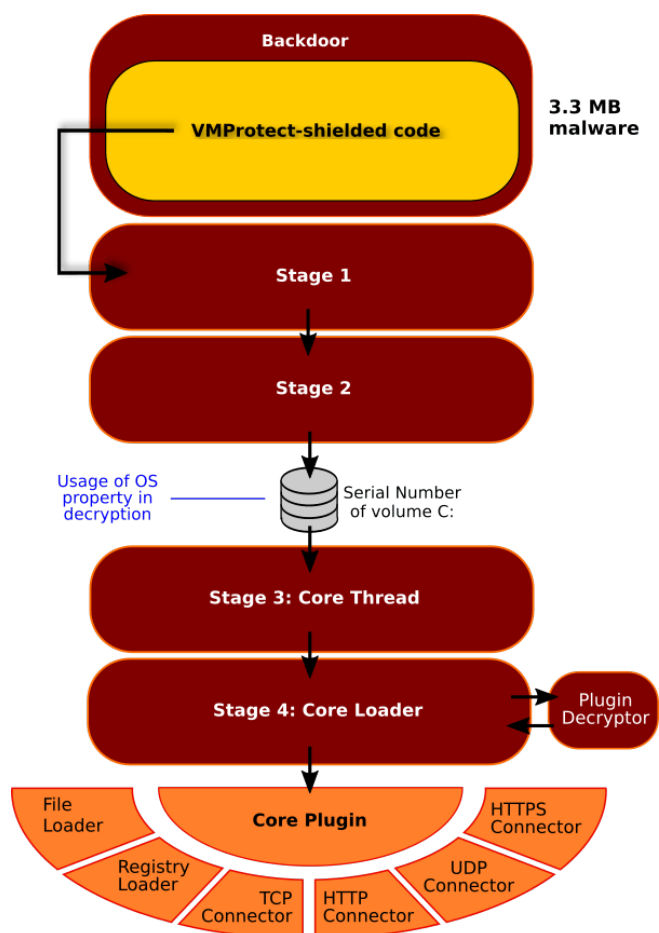 Backdoor
VMProtect-shielded code
3.3 MB
malware
Stage 1
Stage 2
Usage of OS
property in
decryption
Serial Number
of volume C:
Stage 3: Core Thread
Stage 4: Core Loader
Plugin
Decryptor
File
Loader
Registry
Loader
TCP
Connector
Core Plugin
HTTP
Connector
UDP
Connector
HTTPS
Connector